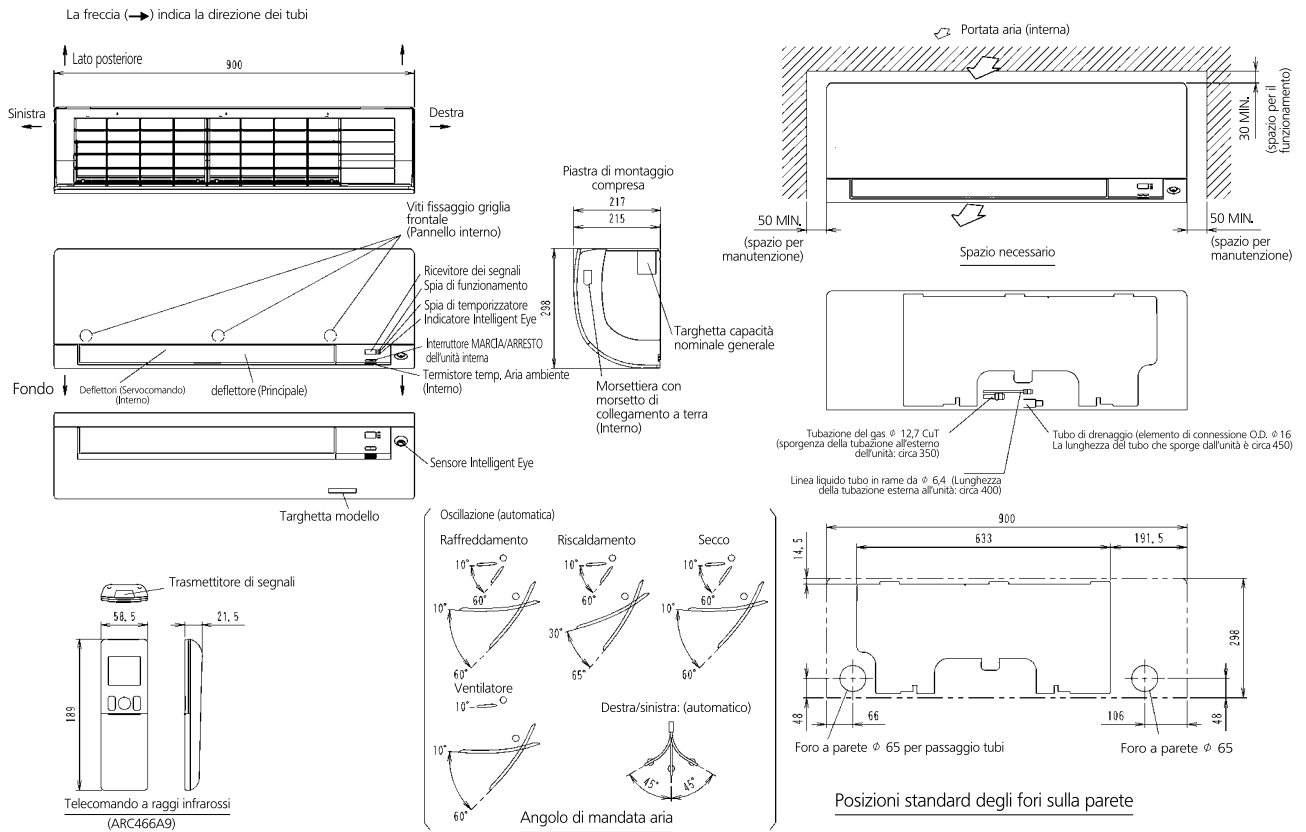 La freccia (→) indica la direzione dei tubi
Lato posteriore
900
Sinistra
Destra
Viti fissaggio griglia
frontale
(Pannello interno)
Ricevitore dei segnali
Spia di funzionamento
Spia di temporizzatore
Indicatore Intelligent Eye
Interruttore MARCIA/ARRESTO
dell'unità interna
Termistore temp. Aria ambiente
(Interno)
Fondo
Deflettori (Servocomando)
(Interno)
deflettore (Principale)
Sensore Intelligent Eye
Targhetta modello
Piastra di montaggio
compresa
217
215
298
Targhetta capacità
nominale generale
Morsettiera con
morsetto di
collegamento a terra
(Interno)
Portata aria (interna)
30 MIN.
(spazio per il
funzionamento)
50 MIN.
(spazio per
manutenzione)
50 MIN.
(spazio per
manutenzione)
Spazio necessario
Tubazione del gas φ 12,7 CuT
(sporgenza della tubazione all'esterno
dell'unità: circa 350)
Tubo di drenaggio (elemento di connessione O.D. φ 16
La lunghezza del tubo che sporge dall'unità è circa 450)
Linea liquido tubo in rame da φ 6,4 (Lunghezza
della tubazione esterna all'unità: circa 400)
Trasmettitore di segnali
58,5
21,5
189
Telecomando a raggi infrarossi
(ARC466A9)
Oscillazione (automatica)
Raffreddamento
10°
60°
10°
60°
Riscaldamento
10°
60°
30°
65°
Secco
10°
60°
10°
60°
Ventilatore
10°
10°
60°
Destra/sinistra: (automatico)
45°
45°
Angolo di mandata aria
900
633
191,5
14,5
298
48
66
106
48
Foro a parete φ 65 per passaggio tubi
Foro a parete φ 65
Posizioni standard degli fori sulla parete